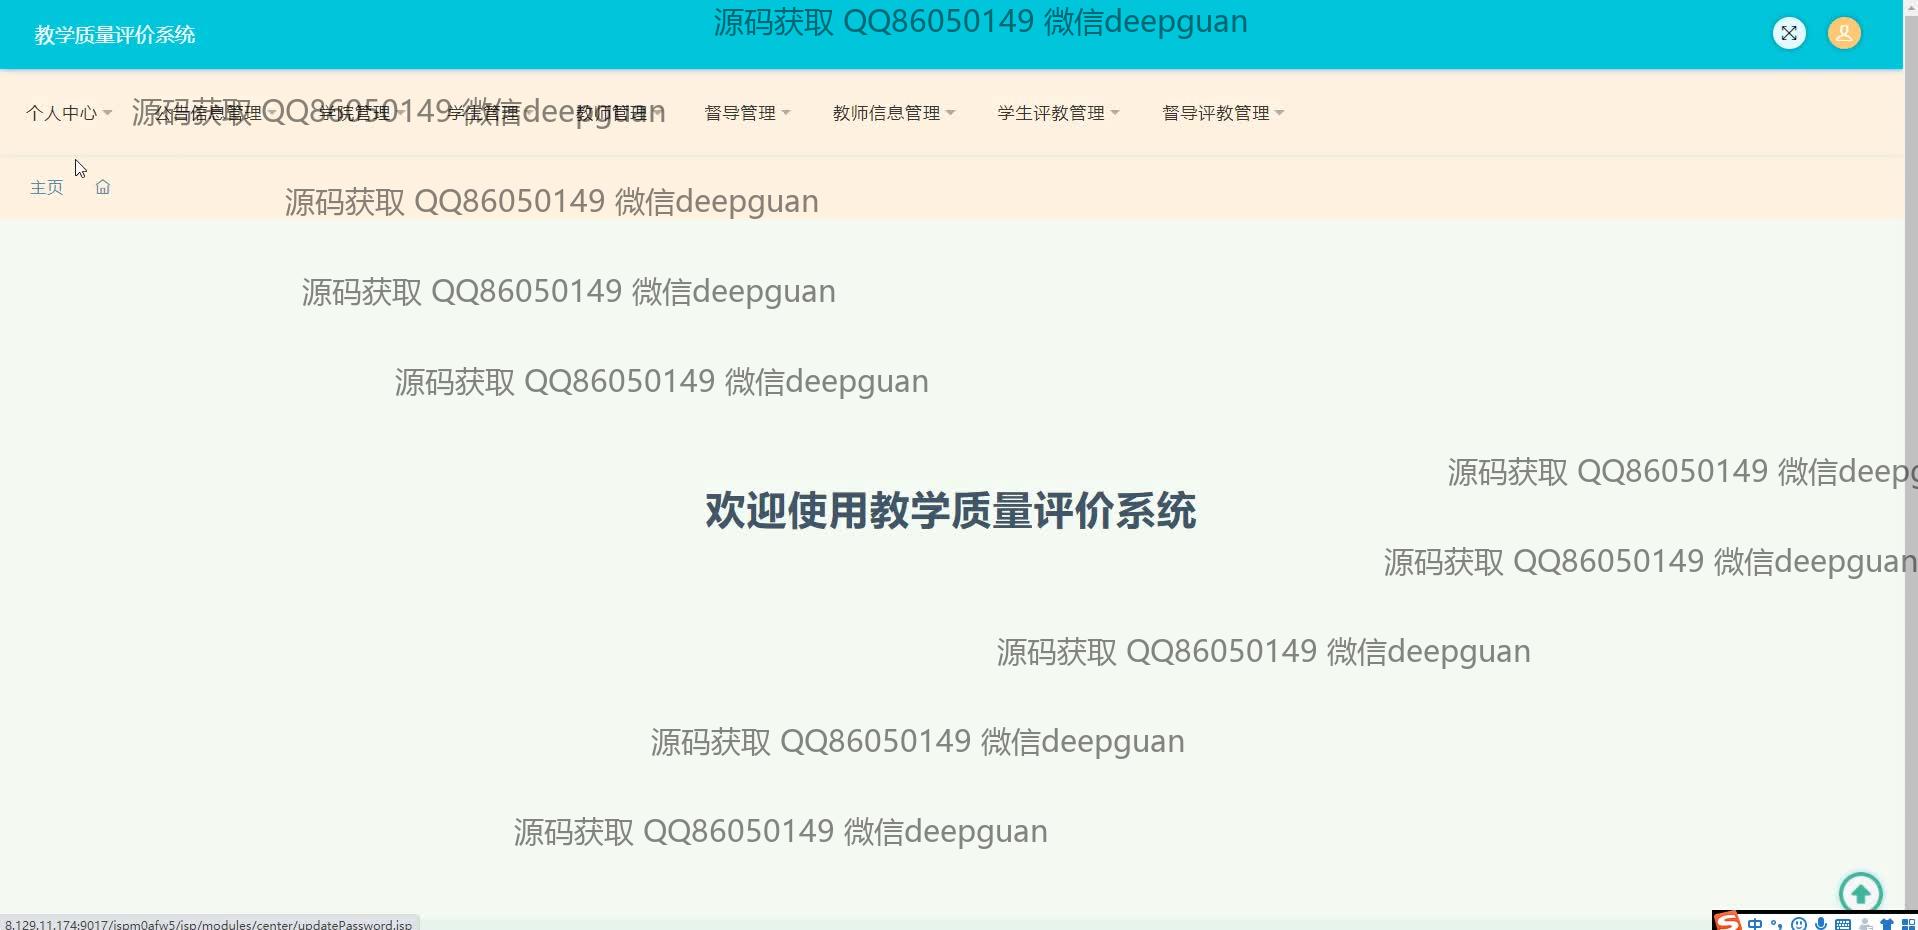 源码获取 QQ86050149 微信deepguan
教学质量评价系统
个人中心 公告信息管理 学院管理 学生管理 教师管理 督导管理 教师信息管理 学生评教管理 督导评教管理
源码获取 QQ86050149 微信deepguan
主页
源码获取 QQ86050149 微信deepguan
源码获取 QQ86050149 微信deepguan
源码获取 QQ86050149 微信deepguan
源码获取 QQ86050149 微信deep
欢迎使用教学质量评价系统
源码获取 QQ86050149 微信deepguan
源码获取 QQ86050149 微信deepguan
源码获取 QQ86050149 微信deepguan
源码获取 QQ86050149 微信deepguan
8.129.11.174:9017/jspm0afw5/jsp/modules/center/updatePassword.jsp
中